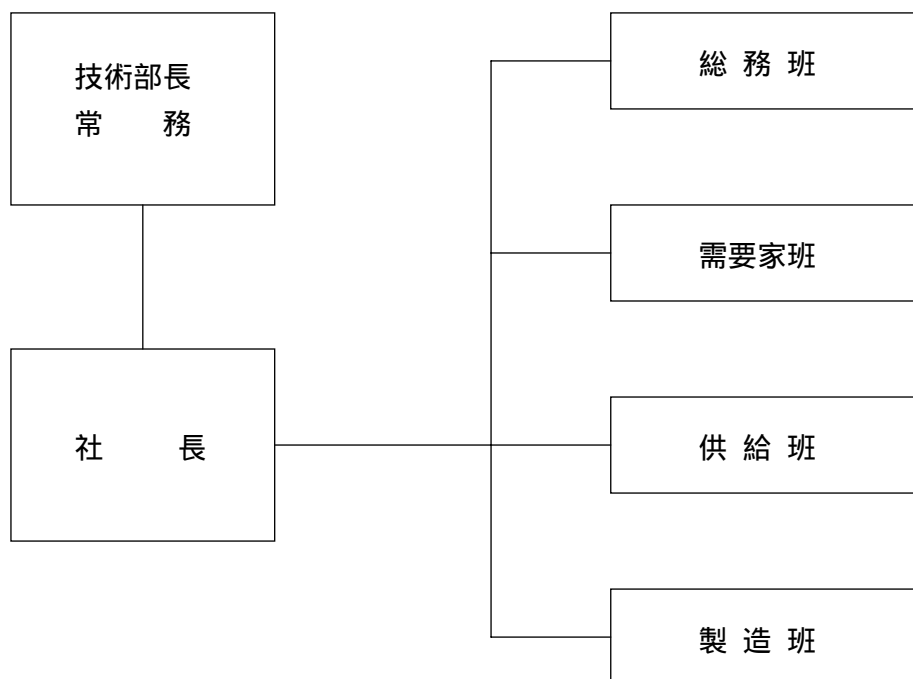 技術部長
常　　務
社　　長
総 務 班
需要家班
供 給 班
製 造 班